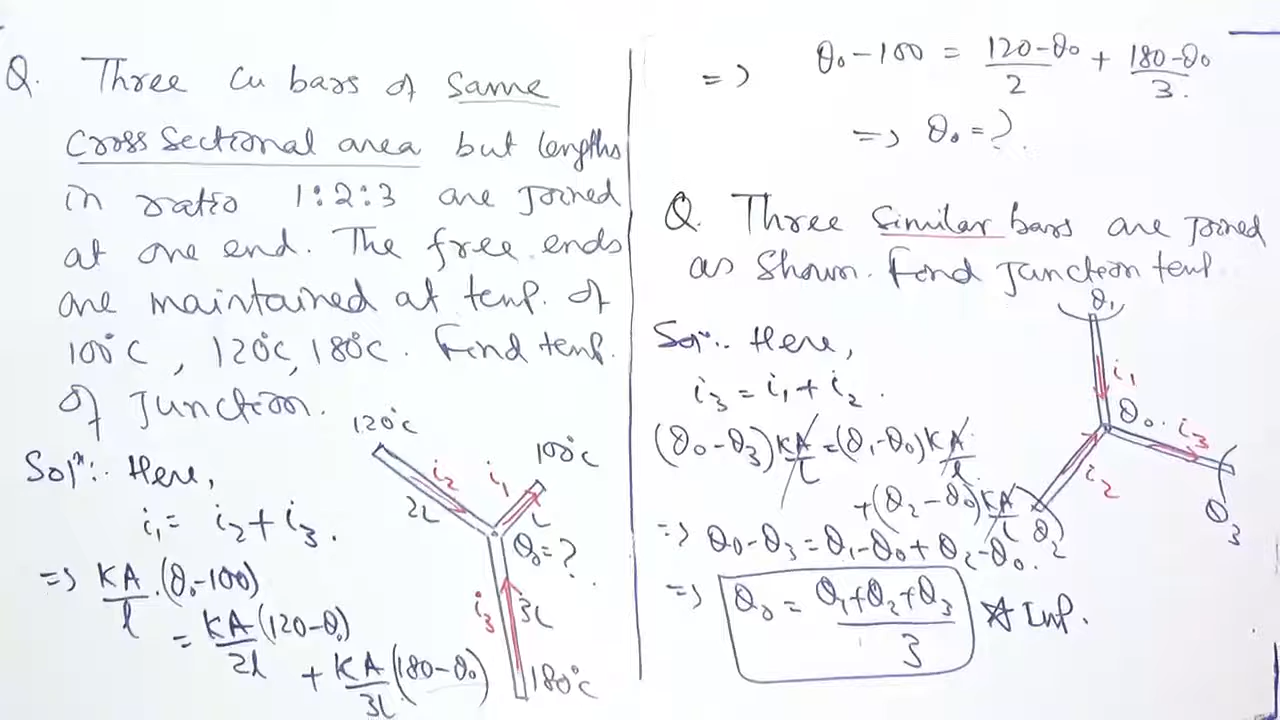 Q. Three Cu bars of Same
Cross Sectional area but lengths
in ratio 1:2:3 are joined
at one end. The free ends
are maintained at temp. of
100°C, 120°C, 180°C. Find temp.
of Junction.
120°C
100°C
Solⁿ:. Here,
i₂
i₁
2L
L
i₁ = i₂ + i₃.
θ₀ = ?
=> KA/l . (θ₀-100)
= KA/2l (120-θ₀)
i₃
3L
+ KA/3L (180-θ₀)
180°C
=> θ₀-100 = 120-θ₀/2 + 180-θ₀/3.
=> θ₀ = ?
Q. Three Similar bars are joined
as Shown. Find Junction temp.
θ₁
Solⁿ:. Here,
i₁
i₃ = i₁ + i₂.
θ₀.
i₃
(θ₀-θ₃) KA/l = (θ₁-θ₀) KA/l
i₂
+(θ₂-θ₀) KA/l
θ₂
θ₃
=> θ₀-θ₃ = θ₁-θ₀ + θ₂-θ₀.
=> θ₀ = θ₁+θ₂+θ₃/3
☆ Imp.